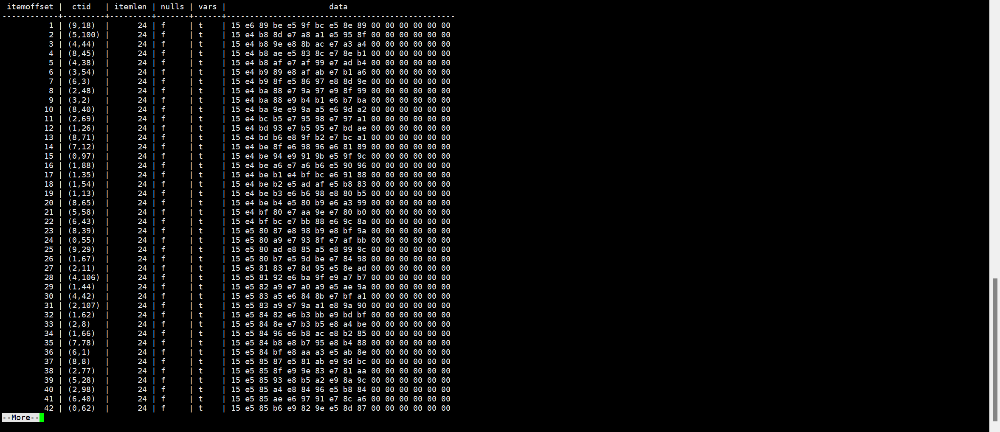 itemoffset | ctid | itemlen | nulls | vars | data
------------+---------+---------+-------+------+-------------------------------------------------
1 | (9,18) | 24 | f | t | 15 e6 89 be e5 9f bc e5 8e 89 00 00 00 00 00 00
2 | (5,100) | 24 | f | t | 15 e4 b8 8d e7 a8 a1 e5 95 8f 00 00 00 00 00 00
3 | (4,44) | 24 | f | t | 15 e4 b8 9e e8 8b ac e7 a3 a4 00 00 00 00 00 00
4 | (8,45) | 24 | f | t | 15 e4 b8 ae e5 83 8c e7 8e b1 00 00 00 00 00 00
5 | (4,38) | 24 | f | t | 15 e4 b8 af e7 af 99 e7 ad b4 00 00 00 00 00 00
6 | (3,54) | 24 | f | t | 15 e4 b9 89 e8 af ab e7 b1 a6 00 00 00 00 00 00
7 | (6,3) | 24 | f | t | 15 e4 b9 8f e5 86 97 e8 8d 9e 00 00 00 00 00 00
8 | (2,48) | 24 | f | t | 15 e4 ba 88 e7 9a 97 e9 8f 99 00 00 00 00 00 00
9 | (3,2) | 24 | f | t | 15 e4 ba 88 e9 b4 b1 e6 b7 ba 00 00 00 00 00 00
10 | (8,40) | 24 | f | t | 15 e4 ba 9e e9 9a a5 e6 9d a2 00 00 00 00 00 00
11 | (2,69) | 24 | f | t | 15 e4 bc b5 e7 95 98 e7 97 a1 00 00 00 00 00 00
12 | (1,26) | 24 | f | t | 15 e4 bd 93 e7 b5 95 e7 bd ae 00 00 00 00 00 00
13 | (8,71) | 24 | f | t | 15 e4 bd b6 e8 9f b2 e7 bc a1 00 00 00 00 00 00
14 | (7,12) | 24 | f | t | 15 e4 be 8f e6 98 96 e6 81 89 00 00 00 00 00 00
15 | (0,97) | 24 | f | t | 15 e4 be 94 e9 91 9b e5 9f 9c 00 00 00 00 00 00
16 | (1,88) | 24 | f | t | 15 e4 be a6 e7 a6 b6 e5 90 96 00 00 00 00 00 00
17 | (1,35) | 24 | f | t | 15 e4 be b1 e4 bf bc e6 91 88 00 00 00 00 00 00
18 | (1,54) | 24 | f | t | 15 e4 be b2 e5 ad af e5 b8 83 00 00 00 00 00 00
19 | (1,13) | 24 | f | t | 15 e4 be b3 e6 b6 98 e8 80 b5 00 00 00 00 00 00
20 | (8,65) | 24 | f | t | 15 e4 be b4 e5 80 b9 e6 a3 99 00 00 00 00 00 00
21 | (5,58) | 24 | f | t | 15 e4 bf 80 e7 aa 9e e7 80 b0 00 00 00 00 00 00
22 | (6,43) | 24 | f | t | 15 e4 bf bc e7 bb 88 e6 9c 8a 00 00 00 00 00 00
23 | (8,39) | 24 | f | t | 15 e5 80 87 e8 98 b9 e8 bf 9a 00 00 00 00 00 00
24 | (0,55) | 24 | f | t | 15 e5 80 a9 e7 93 8f e7 af bb 00 00 00 00 00 00
25 | (9,29) | 24 | f | t | 15 e5 80 ad e8 85 a5 e8 99 9c 00 00 00 00 00 00
26 | (1,67) | 24 | f | t | 15 e5 80 b7 e5 9d be e7 84 98 00 00 00 00 00 00
27 | (2,11) | 24 | f | t | 15 e5 81 83 e7 8d 95 e5 8e ad 00 00 00 00 00 00
28 | (4,106) | 24 | f | t | 15 e5 81 92 e6 ba 9f e9 a7 b7 00 00 00 00 00 00
29 | (1,44) | 24 | f | t | 15 e5 82 a9 e7 a0 a9 e5 ae 9a 00 00 00 00 00 00
30 | (4,42) | 24 | f | t | 15 e5 83 a5 e6 84 8b e7 bf a1 00 00 00 00 00 00
31 | (2,107) | 24 | f | t | 15 e5 83 a9 e7 9a a1 e8 9a 90 00 00 00 00 00 00
32 | (1,62) | 24 | f | t | 15 e5 84 82 e6 b3 bb e9 bd bf 00 00 00 00 00 00
33 | (2,8) | 24 | f | t | 15 e5 84 8e e7 b3 b5 e8 a4 be 00 00 00 00 00 00
34 | (1,66) | 24 | f | t | 15 e5 84 96 e6 b8 ac e8 b2 85 00 00 00 00 00 00
35 | (7,78) | 24 | f | t | 15 e5 84 b8 e8 b7 95 e8 b4 88 00 00 00 00 00 00
36 | (6,1) | 24 | f | t | 15 e5 84 bf e8 aa a3 e5 ab 8e 00 00 00 00 00 00
37 | (8,8) | 24 | f | t | 15 e5 85 87 e5 81 ab e9 9d bc 00 00 00 00 00 00
38 | (2,77) | 24 | f | t | 15 e5 85 8f e9 9e 83 e7 81 aa 00 00 00 00 00 00
39 | (5,28) | 24 | f | t | 15 e5 85 93 e8 b5 a2 e9 8a 9c 00 00 00 00 00 00
40 | (2,98) | 24 | f | t | 15 e5 85 a4 e8 84 96 e5 b8 84 00 00 00 00 00 00
41 | (6,40) | 24 | f | t | 15 e5 85 ae e6 97 91 e7 8c a6 00 00 00 00 00 00
42 | (0,62) | 24 | f | t | 15 e5 85 b6 e9 82 9e e5 8d 87 00 00 00 00 00 00
--More--